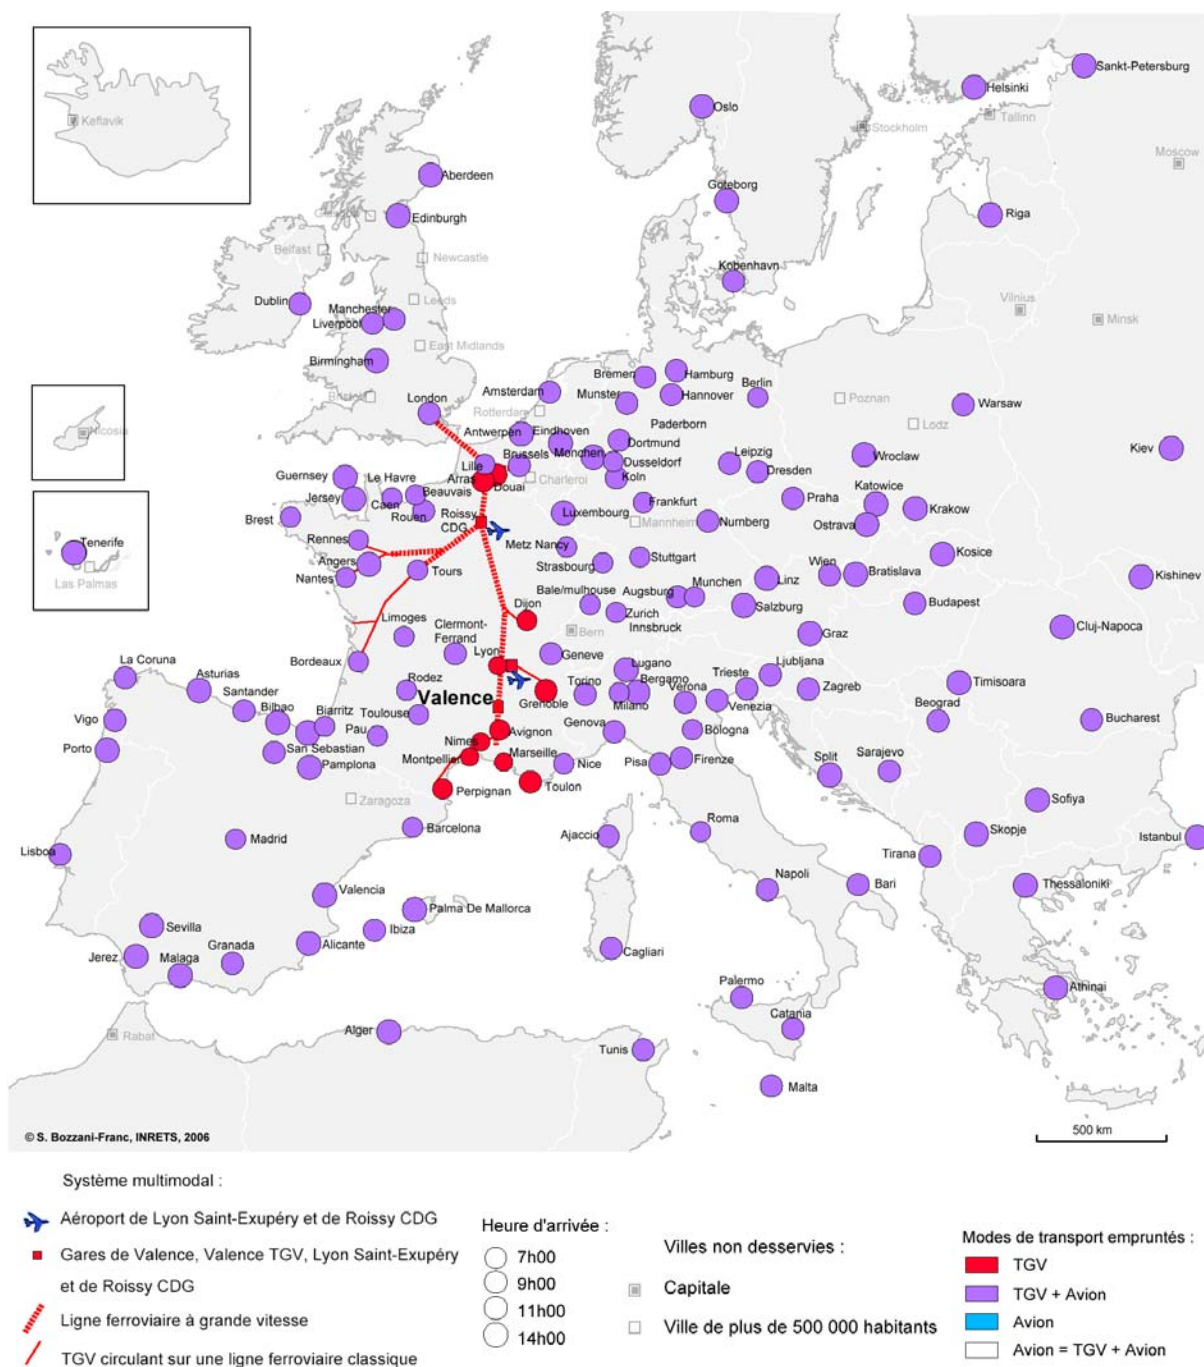 Keflavik
Oslo
Helsinki
Sankt-Petersburg
Tallinn
Stockholm
Moscow
Aberdeen
Göteborg
Riga
Edinburgh
Belfast
Newcastle
Kobenhavn
Vilnius
Minsk
Dublin
Leeds
Manchester
Liverpool
East Midlands
Birmingham
Bremen
Hamburg
Amsterdam
Munster
Hannover
Berlin
Bristol
London
Rotterdam
Poznan
Warsaw
Nicosia
Paderborn
Lodz
Antwerpen
Eindhoven
Dortmund
Kiev
Brussels
Munchen
Dusseldorf
Leipzig
Wroclaw
Lille
Arras
Douai
Charleroi
Koln
Dresden
Guernsey
Le Havre
Beauvais
Jersey
Caen
Rouen
Roissy
CDG
Luxembourg
Frankfurt
Praha
Katowice
Krakow
Brest
Mannheim
Nurnberg
Ostrava
Tenerife
Rennes
Metz Nancy
Las Palmas
Angers
Strasbourg
Stuttgart
Kosice
Nantes
Tours
Wien
Bratislava
Kishinev
Bale/mulhouse
Augsburg
Munchen
Linz
Dijon
Zurich
Salzburg
Budapest
Limoges
Clermont-
Ferrand
Innsbruck
Bern
Graz
Cluj-Napoca
Lyon
Geneve
Bordeaux
Lugano
Ljubljana
La Coruna
Asturias
Rodez
Bergamo
Trieste
Timisoara
Santander
Valence
Grenoble
Torino
Milano
Verona
Venezia
Zagreb
Beograd
Bucharest
Vigo
Bilbao
Biarritz
Toulouse
Pau
Avignon
Genova
Bologna
Porto
San Sebastian
Nimes
Marseille
Sarajevo
Pamplona
Montpellier
Nice
Pisa
Firenze
Split
Toulon
Perpignan
Zaragoza
Sofiya
Barcelona
Ajaccio
Roma
Skopje
Istanbul
Madrid
Lisboa
Tirana
Napoli
Bari
Thessaloniki
Valencia
Palma De Mallorca
Sevilla
Ibiza
Granada
Alicante
Cagliari
Jerez
Malaga
Palermo
Athinai
Catania
Alger
Rabat
Tunis
Malta
© S. Bozzani-Franc, INRETS, 2006
500 km
Système multimodal :
Aéroport de Lyon Saint-Exupéry et de Roissy CDG
Gares de Valence, Valence TGV, Lyon Saint-Exupéry
et de Roissy CDG
Ligne ferroviaire à grande vitesse
TGV circulant sur une ligne ferroviaire classique
Heure d'arrivée :
7h00
9h00
11h00
14h00
Villes non desservies :
Capitale
Ville de plus de 500 000 habitants
Modes de transport empruntés :
TGV
TGV + Avion
Avion
Avion = TGV + Avion